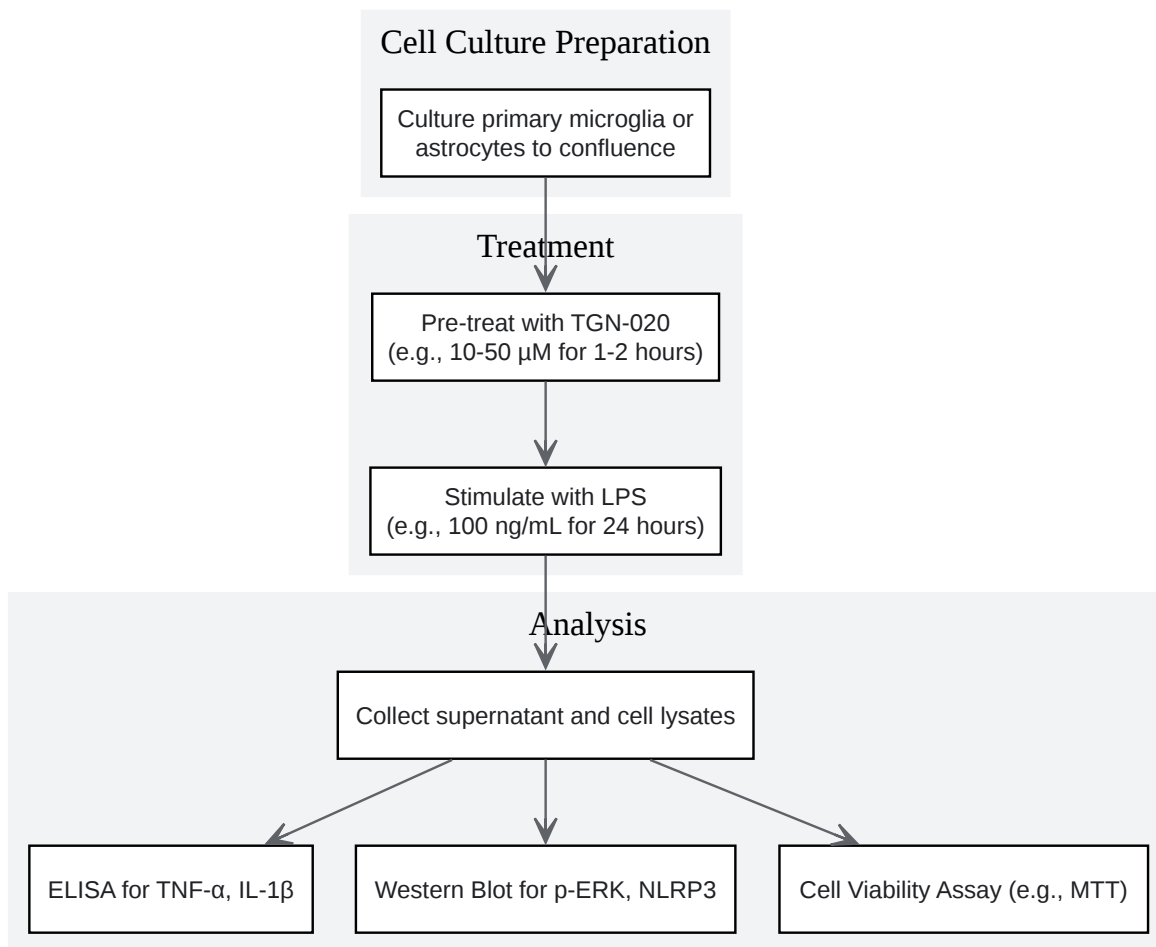 Cell Culture Preparation
Culture primary microglia or
astrocytes to confluence
Treatment
Pre-treat with TGN-020
(e.g., 10-50 µM for 1-2 hours)
Stimulate with LPS
(e.g., 100 ng/mL for 24 hours)
Analysis
Collect supernatant and cell lysates
ELISA for TNF-α, IL-1β
Western Blot for p-ERK, NLRP3
Cell Viability Assay (e.g., MTT)